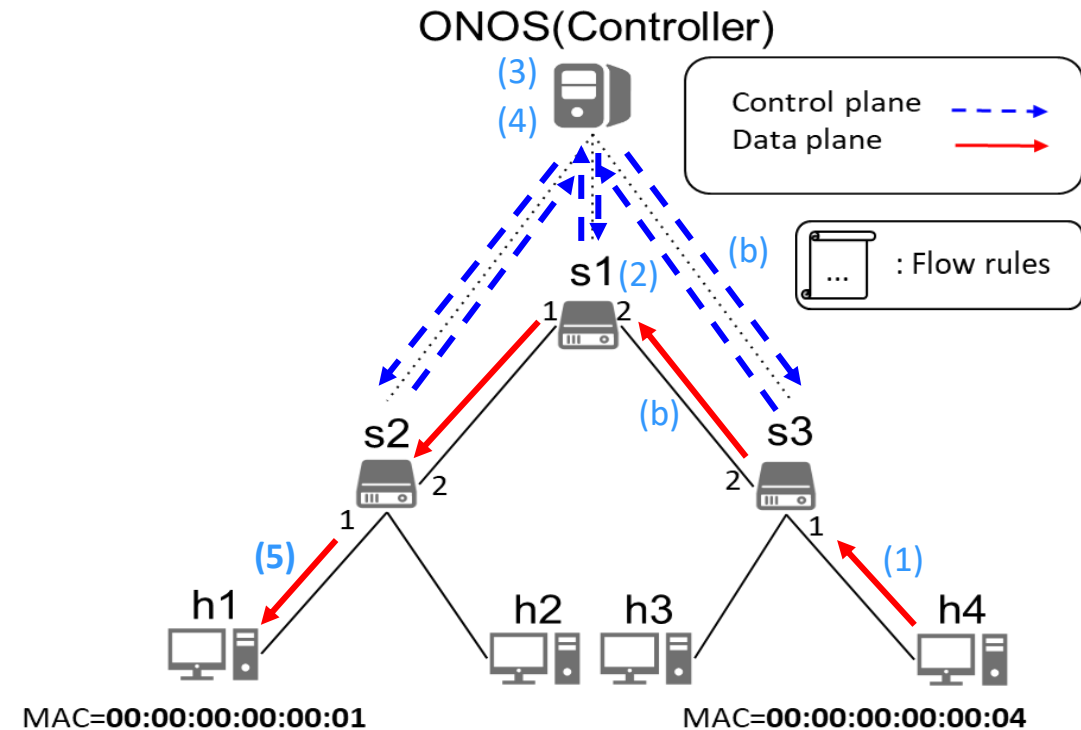 ONOS(Controller)
(3)
(4)
Control plane
Data plane
(b)
... : Flow rules
s1
(2)
1
2
(b)
s2
s3
2
2
1
1
(5)
(1)
h1
h2
h3
h4
MAC=00:00:00:00:00:01
MAC=00:00:00:00:00:04